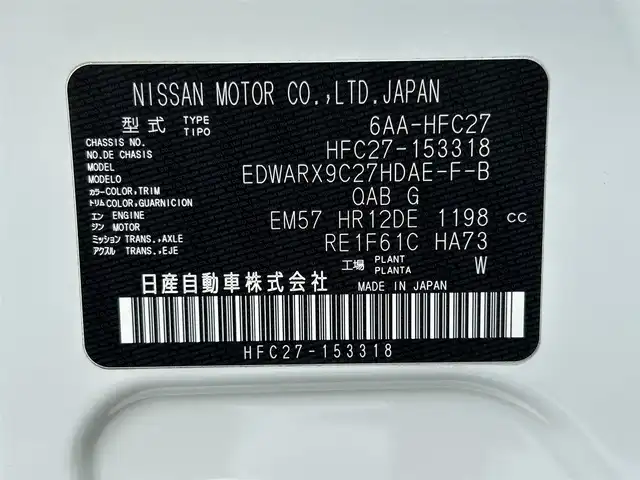 NISSAN MOTOR CO.,LTD.JAPAN
型式 TYPE TIPO 6AA-HFC27
CHASSIS NO.
NO.DE CHASIS HFC27-153318
MODEL
MODELO EDWARX9C27HDAE-F-B
カラー COLOR, TRIM
トリム COLOR, GUARNICION QAB G
エン ENGINE
ジン MOTOR EM57 HR12DE 1198 cc
ミッション TRANS., AXLE
アクスル TRANS., EJE RE1F61C HA73
工場 PLANT PLANTA W
日産自動車株式会社 MADE IN JAPAN
HFC27-153318